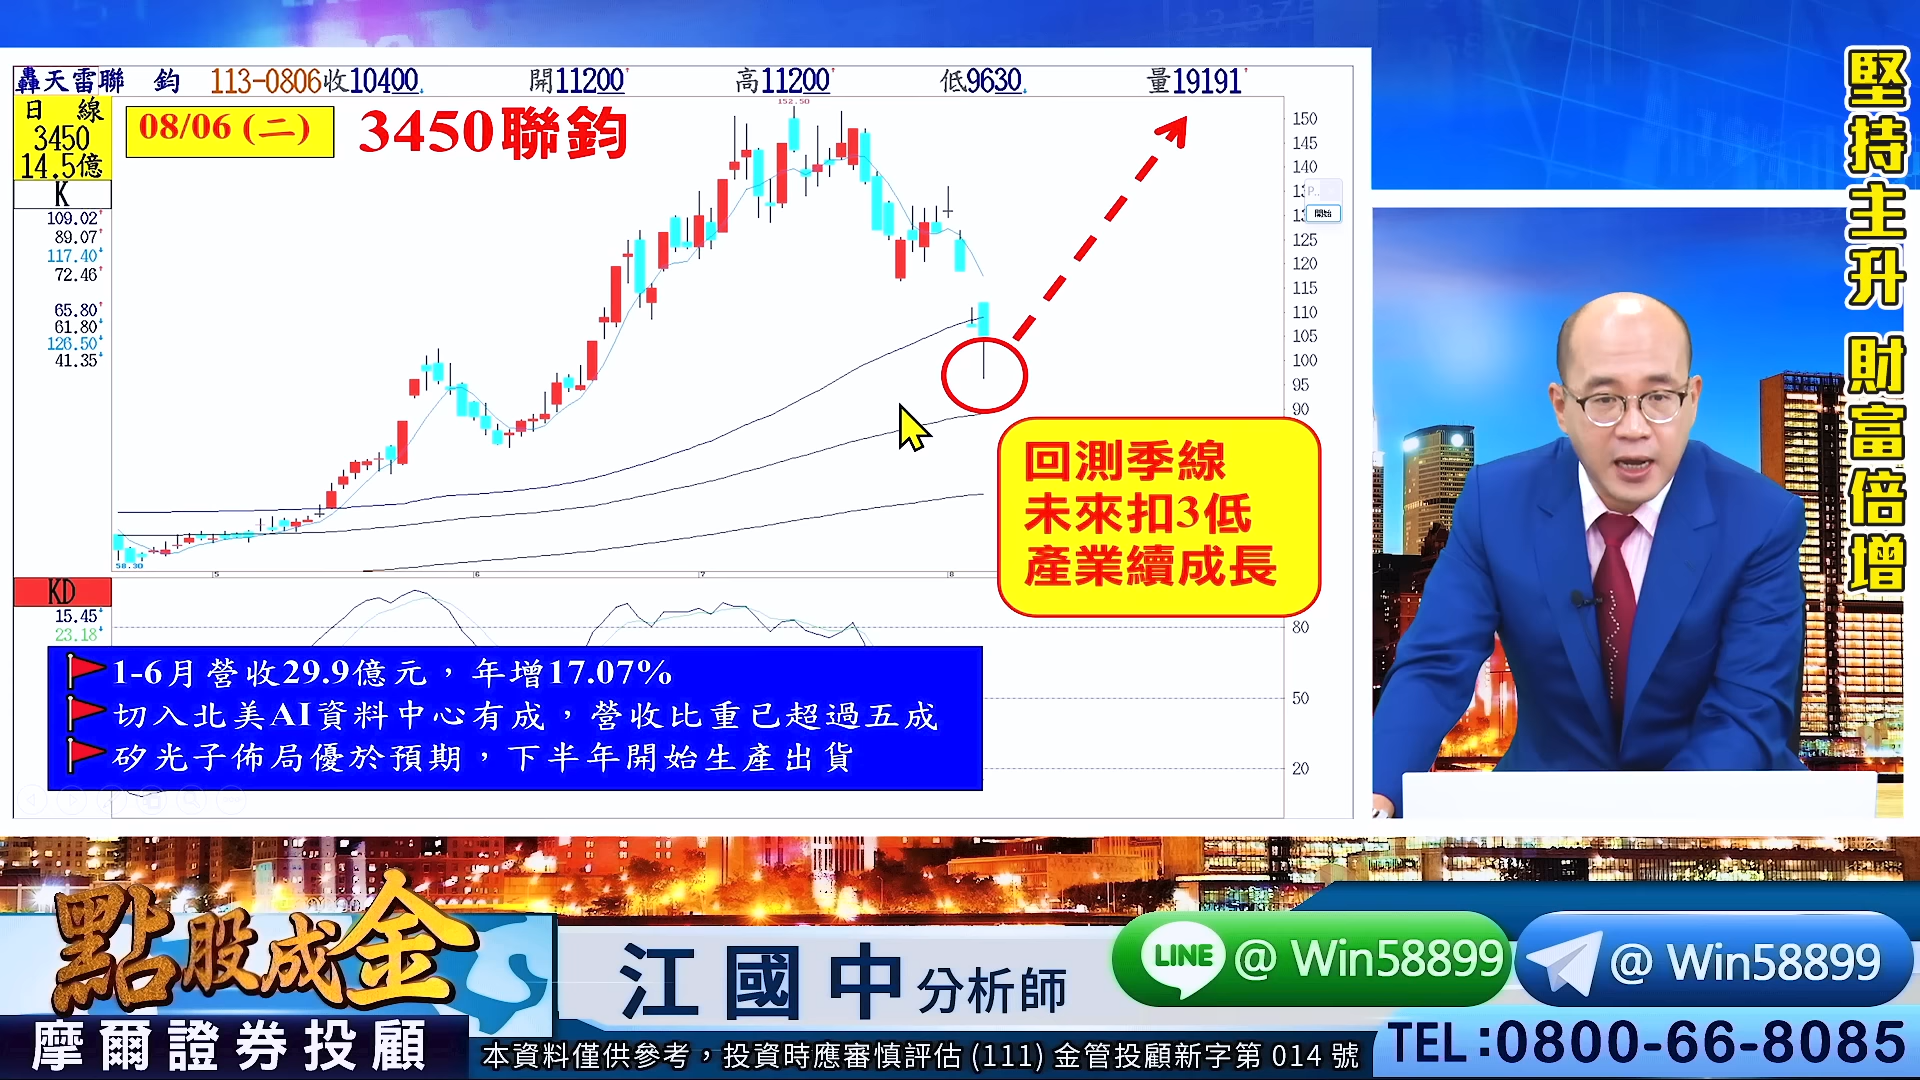 轟天雷聯 鈞 113-0806收10400 開11200 高11200 低9630 量19191
日 線
3450
14.5億
K
109.02
89.07
117.40
72.46
65.80
61.80
126.50
41.35
08/06 (二)
3450聯鈞
152.50
58.30
150
145
140
125
120
115
110
105
100
95
90
開始
回測季線
未來扣3低
產業續成長
5 6 7 8
KD
15.45
23.18
80
50
20
1-6月營收29.9億元，年增17.07%
切入北美AI資料中心有成，營收比重已超過五成
矽光子佈局優於預期，下半年開始生產出貨
堅持主升 財富倍增
點股成金
摩爾證券投顧
江國中分析師
LINE @ Win58899
@ Win58899
TEL:0800-66-8085
本資料僅供參考，投資時應審慎評估 (111) 金管投顧新字第 014 號